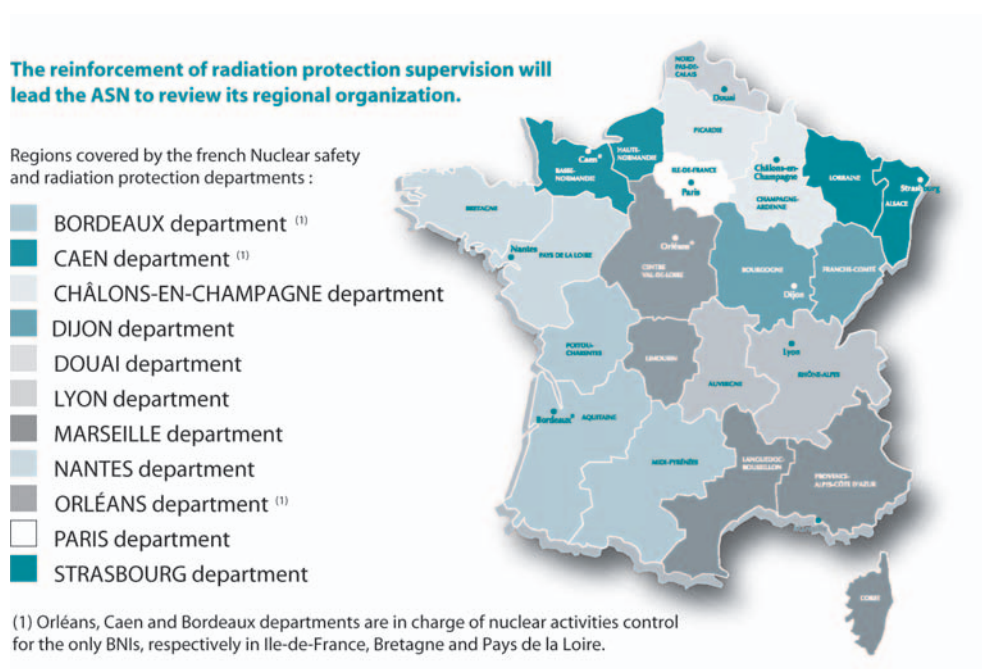 The reinforcement of radiation protection supervision will
lead the ASN to review its regional organization.
Regions covered by the french Nuclear safety
and radiation protection departments :
BORDEAUX department (1)
CAEN department (1)
CHÂLONS-EN-CHAMPAGNE department
DIJON department
DOUAI department
LYON department
MARSEILLE department
NANTES department
ORLÉANS department (1)
PARIS department
STRASBOURG department
(1) Orléans, Caen and Bordeaux departments are in charge of nuclear activities control
for the only BNIs, respectively in Ile-de-France, Bretagne and Pays de la Loire.
NORD
PAS-DE-
CALAIS
Douai
PICARDIE
HAUTE-
NORMANDIE
Caen*
BASSE-
NORMANDIE
ILE-DE-FRANCE
Paris
Châlons-en-
Champagne
CHAMPAGNE-
ARDENNE
LORRAINE
Strasbourg
ALSACE
BRETAGNE
Nantes
PAYS DE LA LOIRE
Orléans*
CENTRE
VAL-DE-LOIRE
BOURGOGNE
Dijon
FRANCHE-COMTÉ
POITOU-
CHARENTES
LIMOUSIN
AUVERGNE
Lyon
RHÔNE-ALPES
Bordeaux*
AQUITAINE
MIDI-PYRÉNÉES
LANGUEDOC-
ROUSSILLON
PROVENCE-
ALPES-CÔTE D'AZUR
CORSE